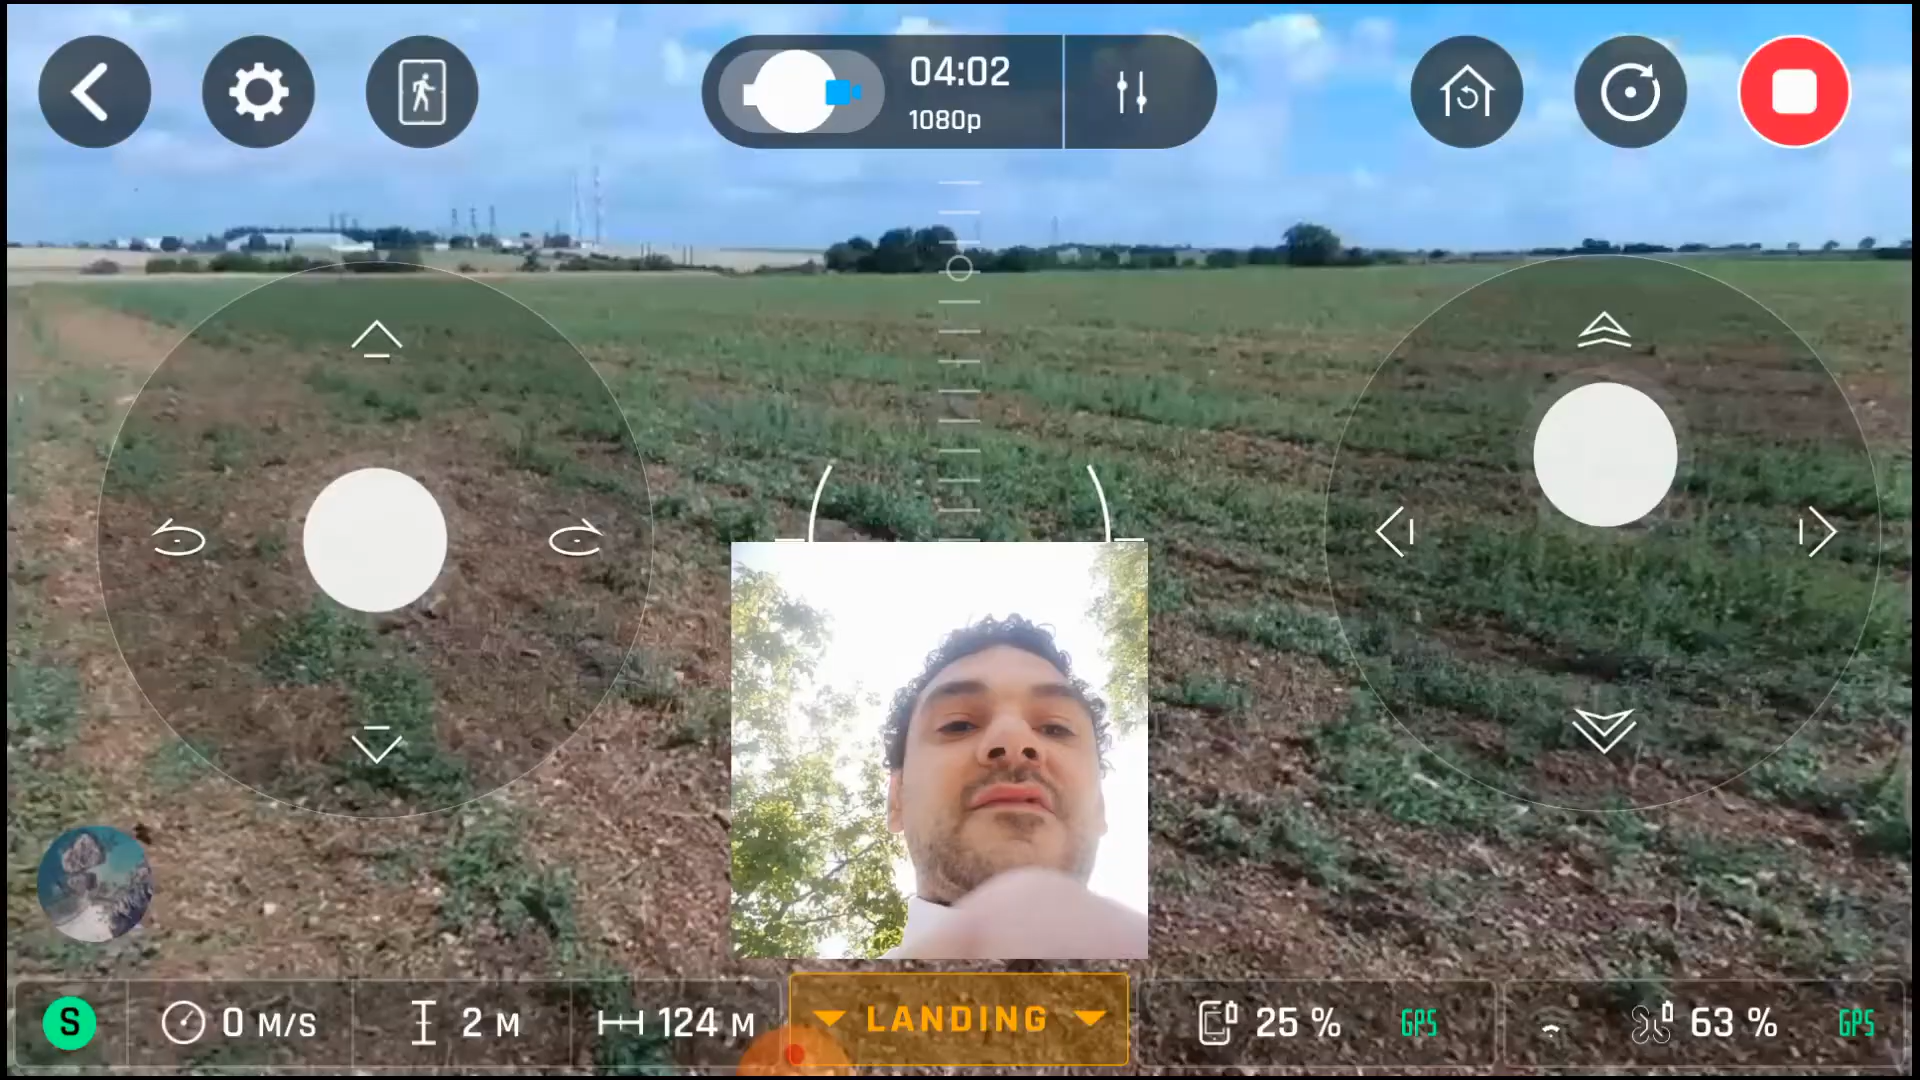 04:02
1080p
S
0 M/S
2 M
124 M
LANDING
25 %
GPS
63 %
GPS